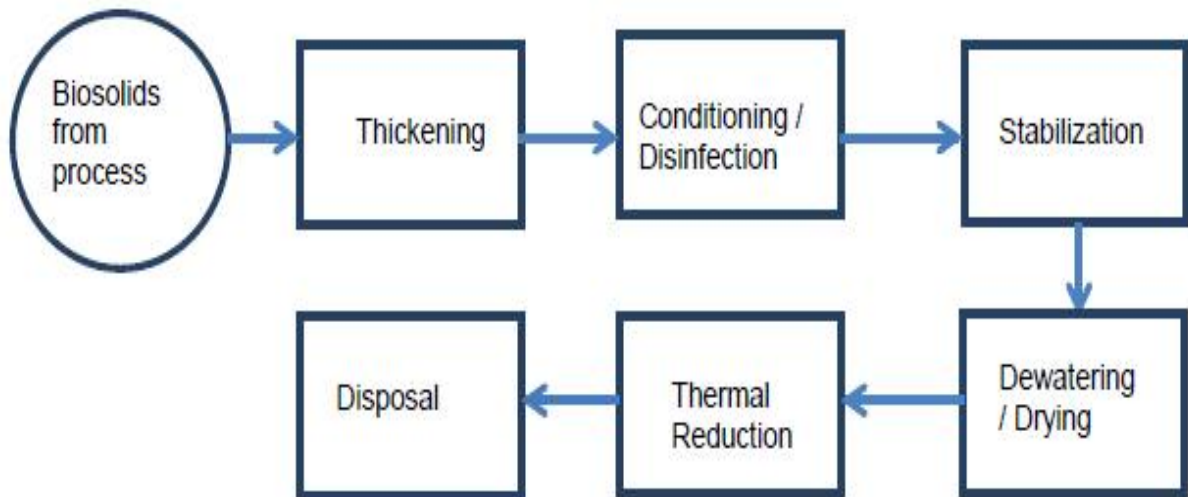 Biosolids
from
process
Thickening
Conditioning /
Disinfection
Stabilization
Dewatering
/ Drying
Thermal
Reduction
Disposal